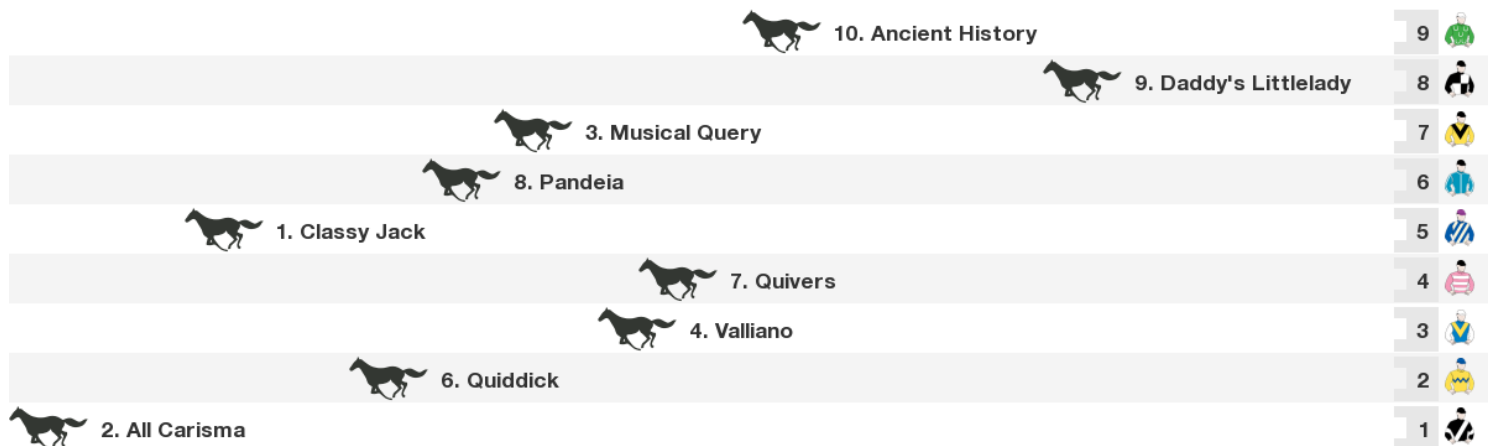 10. Ancient History 9
9. Daddy's Littlelady 8
3. Musical Query 7
8. Pandeia 6
1. Classy Jack 5
7. Quivers 4
4. Valliano 3
6. Quiddick 2
2. All Carisma 1